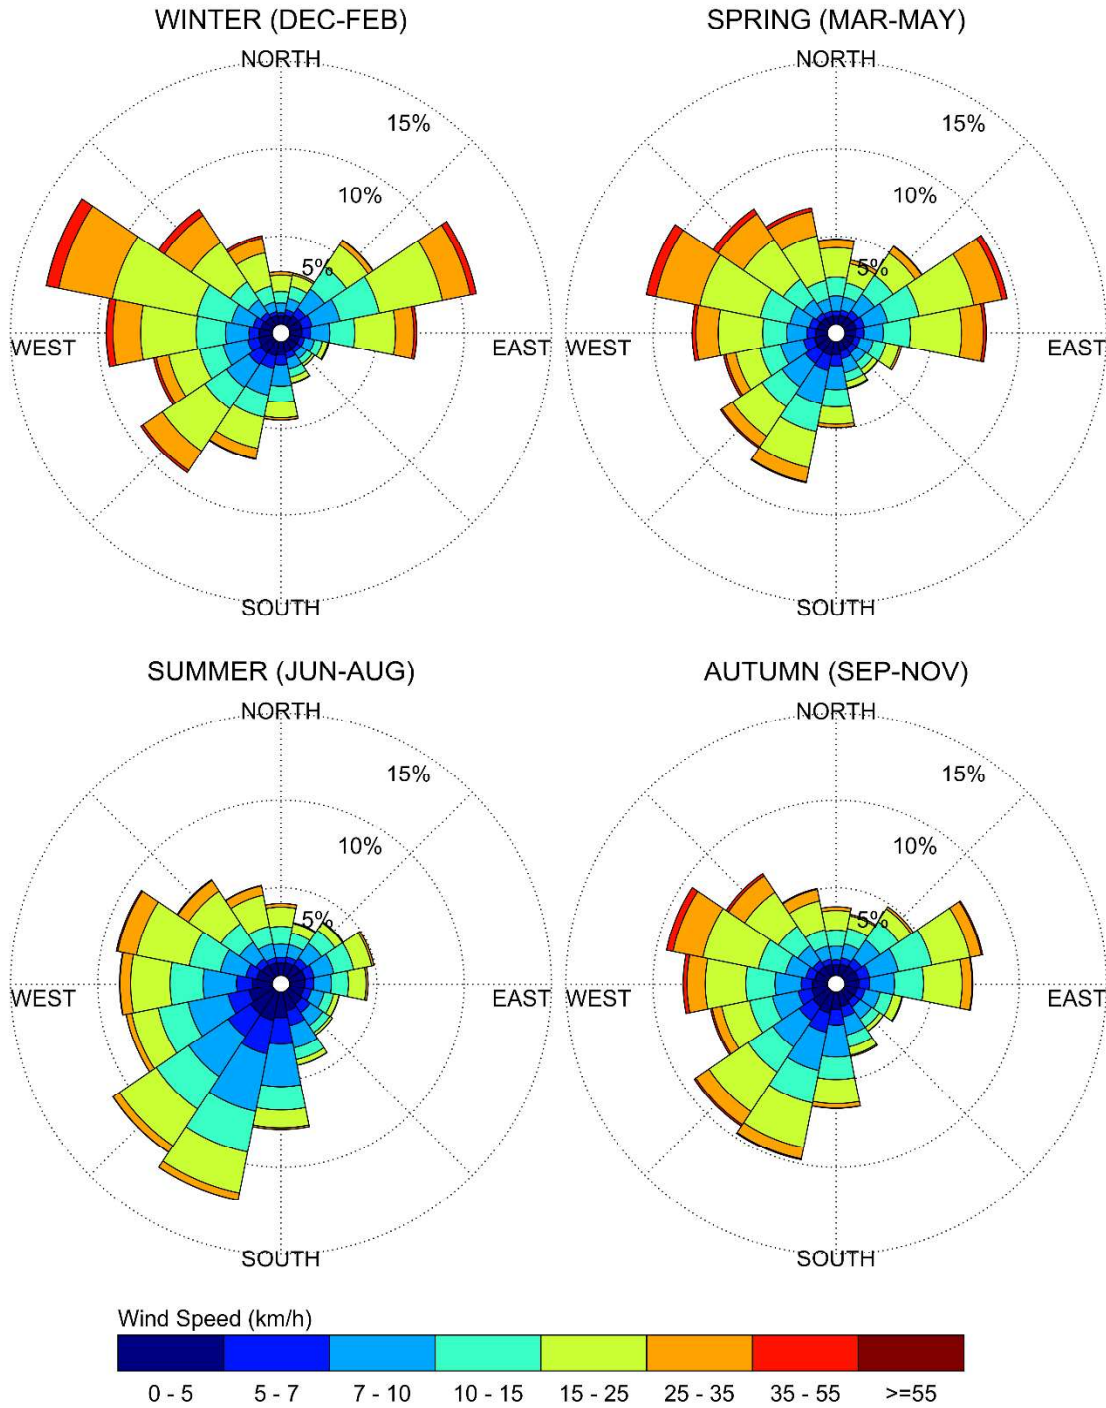 WINTER (DEC-FEB)
NORTH
15%
10%
5%
WEST
EAST
SOUTH
SPRING (MAR-MAY)
NORTH
15%
10%
5%
WEST
EAST
SOUTH
SUMMER (JUN-AUG)
NORTH
15%
10%
5%
WEST
EAST
SOUTH
AUTUMN (SEP-NOV)
NORTH
15%
10%
5%
WEST
EAST
SOUTH
Wind Speed (km/h)
0 - 5 5 - 7 7 - 10 10 - 15 15 - 25 25 - 35 35 - 55 >=55